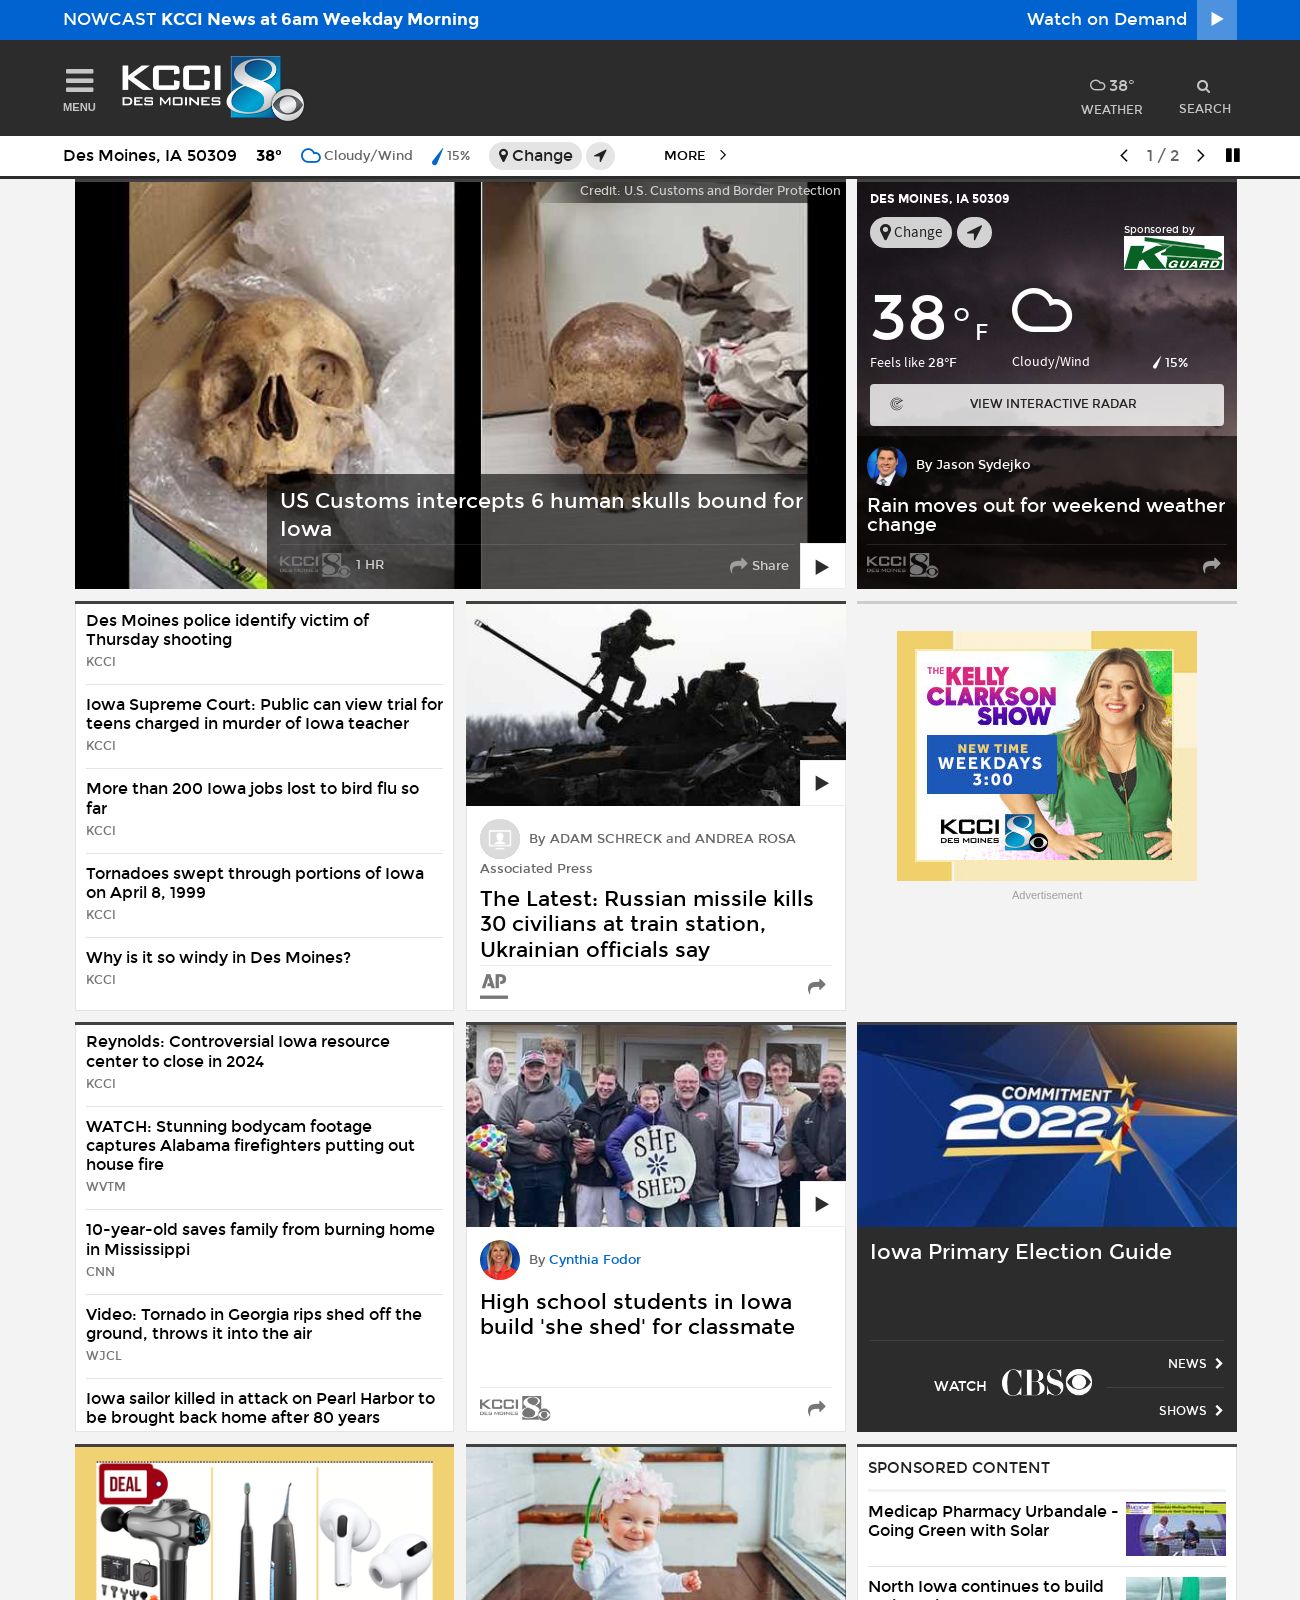 NOWCAST KCCI News at 6am Weekday Morning
Watch on Demand
MENU
KCCI 8
DES MOINES
38°
WEATHER
SEARCH
Des Moines, IA 50309 38° Cloudy/Wind 15% Change MORE
1 / 2
Credit: U.S. Customs and Border Protection
US Customs intercepts 6 human skulls bound for
Iowa
KCCI 8
DES MOINES
1 HR
Share
DES MOINES, IA 50309
Change
Sponsored by
K GUARD
38° F
Feels like 28°F
Cloudy/Wind
15%
VIEW INTERACTIVE RADAR
By Jason Sydejko
Rain moves out for weekend weather
change
KCCI 8
DES MOINES
Des Moines police identify victim of
Thursday shooting
KCCI
Iowa Supreme Court: Public can view trial for
teens charged in murder of Iowa teacher
KCCI
More than 200 Iowa jobs lost to bird flu so
far
KCCI
Tornadoes swept through portions of Iowa
on April 8, 1999
KCCI
Why is it so windy in Des Moines?
KCCI
By ADAM SCHRECK and ANDREA ROSA
Associated Press
The Latest: Russian missile kills
30 civilians at train station,
Ukrainian officials say
AP
THE KELLY
CLARKSON
SHOW
NEW TIME
WEEKDAYS
3:00
KCCI 8
DES MOINES
Advertisement
Reynolds: Controversial Iowa resource
center to close in 2024
KCCI
WATCH: Stunning bodycam footage
captures Alabama firefighters putting out
house fire
WVTM
10-year-old saves family from burning home
in Mississippi
CNN
Video: Tornado in Georgia rips shed off the
ground, throws it into the air
WJCL
Iowa sailor killed in attack on Pearl Harbor to
be brought back home after 80 years
SHE
SHED
By Cynthia Fodor
High school students in Iowa
build 'she shed' for classmate
KCCI 8
DES MOINES
COMMITMENT
2022
Iowa Primary Election Guide
WATCH CBS
NEWS
SHOWS
DEAL
SPONSORED CONTENT
Medicap Pharmacy Urbandale -
Going Green with Solar
North Iowa continues to build